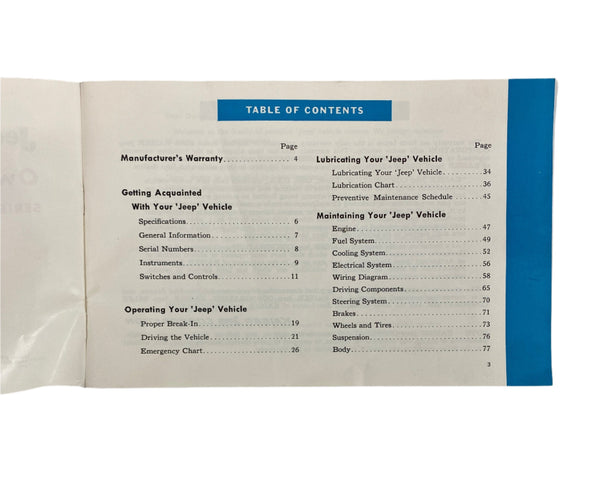 TABLE OF CONTENTS
Page
Manufacturer's Warranty............... 4
Getting Acquainted
With Your 'Jeep' Vehicle
Specifications......................... 6
General Information................... 7
Serial Numbers........................ 8
Instruments........................... 9
Switches and Controls.................. 11
Operating Your 'Jeep' Vehicle
Proper Break-In....................... 19
Driving the Vehicle.................... 21
Emergency Chart...................... 26
Page
Lubricating Your 'Jeep' Vehicle
Lubricating Your 'Jeep' Vehicle.......... 34
Lubrication Chart...................... 36
Preventive Maintenance Schedule........ 45
Maintaining Your 'Jeep' Vehicle
Engine................................ 47
Fuel System........................... 49
Cooling System........................ 52
Electrical System...................... 56
Wiring Diagram........................ 58
Driving Components.................... 65
Steering System........................ 70
Brakes................................ 71
Wheels and Tires....................... 73
Suspension............................ 76
Body.................................. 77
3